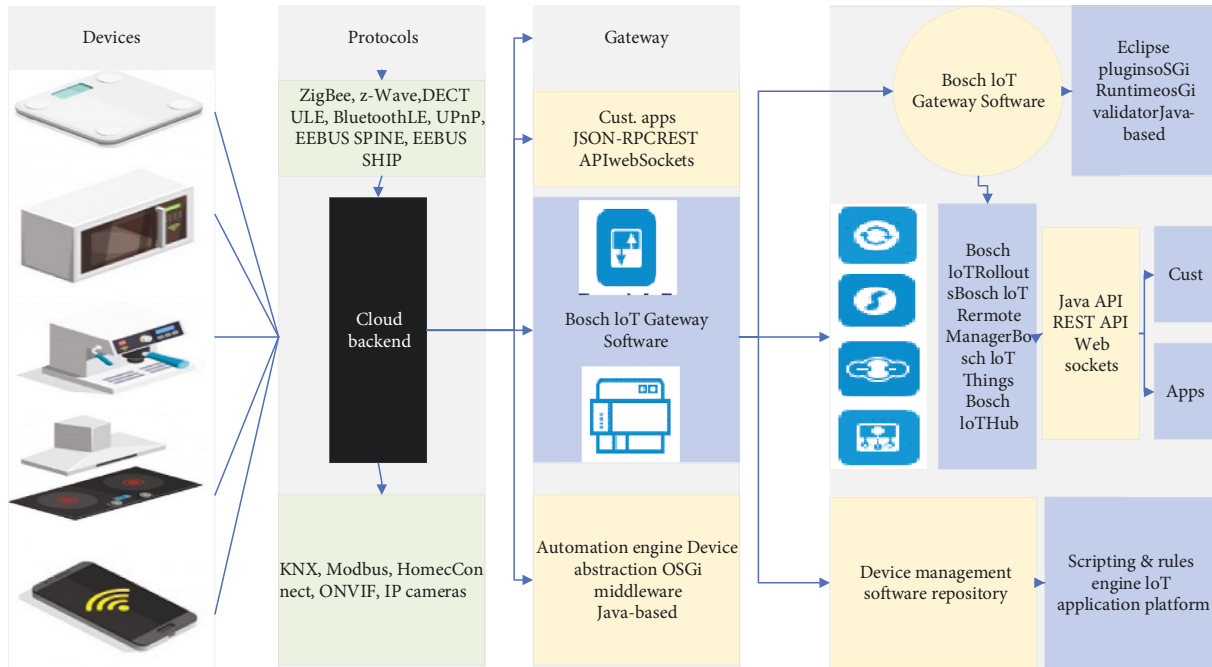 Devices
Protocols
ZigBee, z-Wave,DECT
ULE, BluetoothLE, UPnP,
EEBUS SPINE, EEBUS
SHIP
Cloud
backend
KNX, Modbus, HomecCon
nect, ONVIF, IP cameras
Gateway
Cust. apps
JSON-RPCREST
APIwebSockets
Bosch loT Gateway
Software
Automation engine Device
abstraction OSGi
middleware
Java-based
Bosch loT
Gateway Software
Eclipse
pluginsoSGi
RuntimeosGi
validatorJava-
based
Bosch
loTRollout
sBosch loT
Rermote
ManagerBo
sch loT
Things
Bosch
loTHub
Java API
REST API
Web
sockets
Cust
Apps
Device management
software repository
Scripting & rules
engine loT
application platform